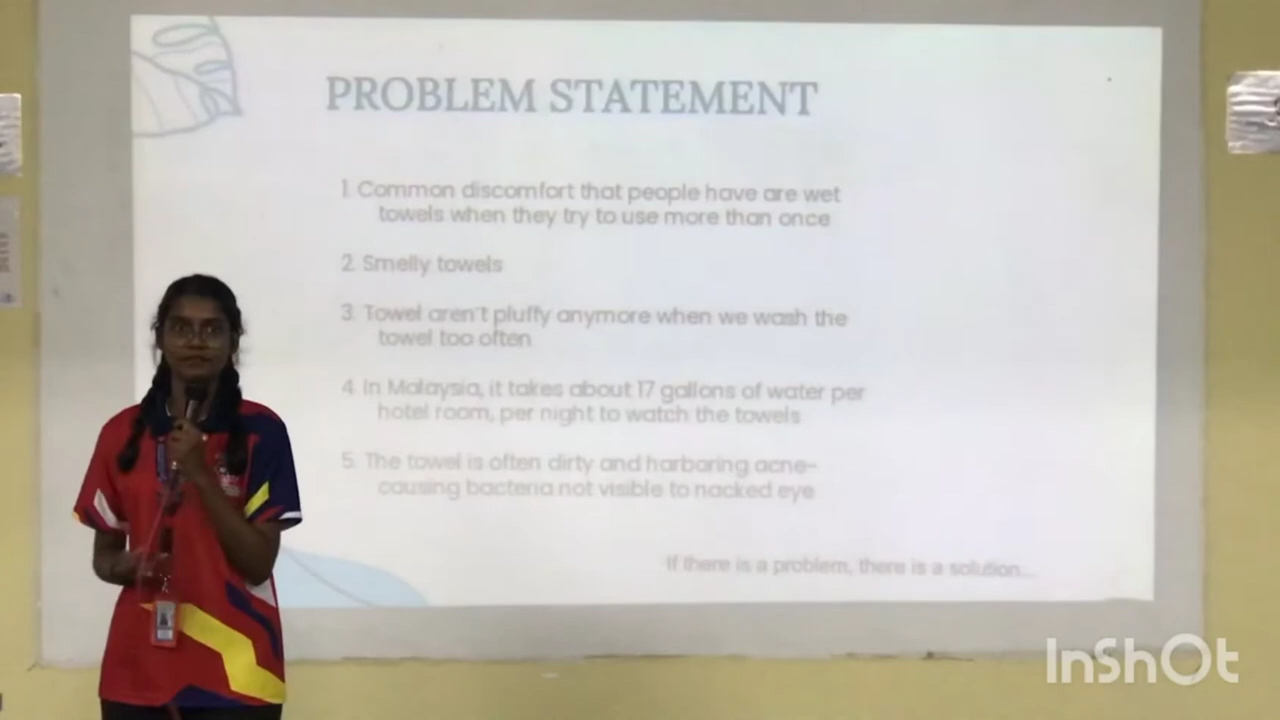 PROBLEM STATEMENT
1. Common discomfort that people have are wet
towels when they try to use more than once
2. Smelly towels
3. Towel aren't pluffy anymore when we wash the
towel too often
4. In Malaysia, it takes about 17 gallons of water per
hotel room, per night to watch the towels
5. The towel is often dirty and harboring acne-
causing bacteria not visible to nacked eye
If there is a problem, there is a solution...
InShOt